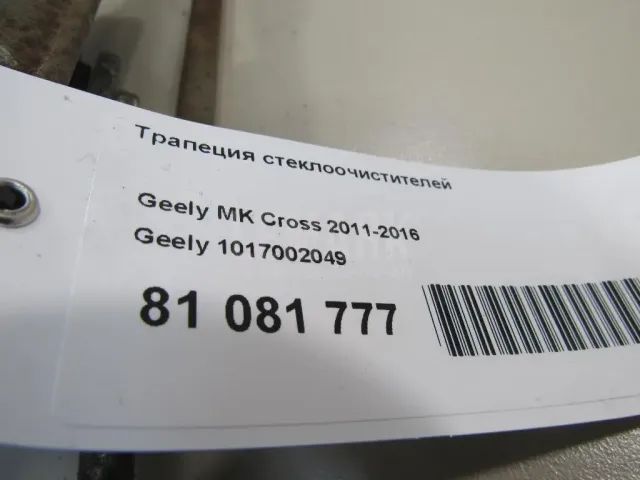 Трапеция стеклоочистителей
Geely MK Cross 2011-2016
Geely 1017002049
81 081 777